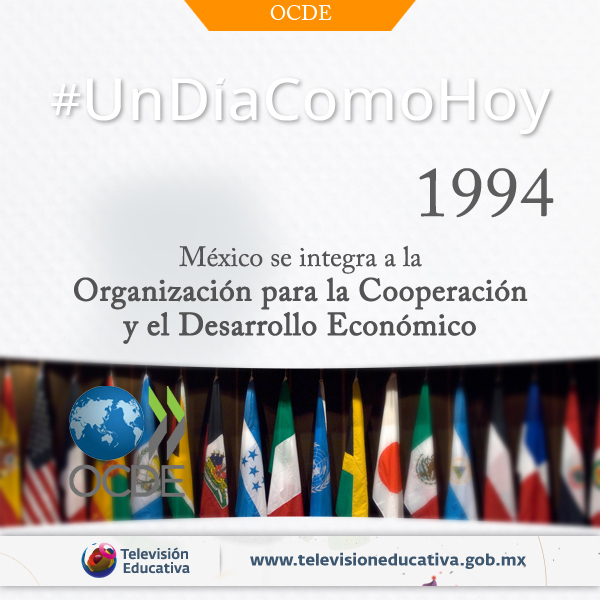 OCDE
#UnDíaComoHoy
1994
México se integra a la
Organización para la Cooperación
y el Desarrollo Económico
OCDE
Televisión
Educativa
www.televisioneducativa.gob.mx